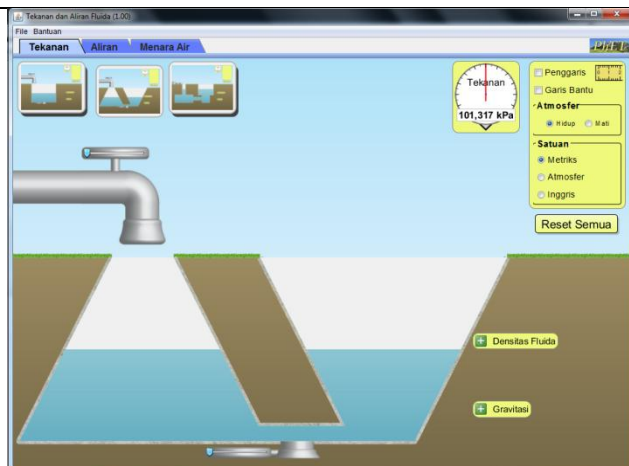 Tekanan dan Aliran Fluida (1.00)
File Bantuan
Tekanan Aliran Menara Air
PhET
Tekanan
101,317 kPa
Penggaris
Garis Bantu
Atmosfer
Hidup Mati
Satuan
Metriks
Atmosfer
Inggris
Reset Semua
Densitas Fluida
Gravitasi